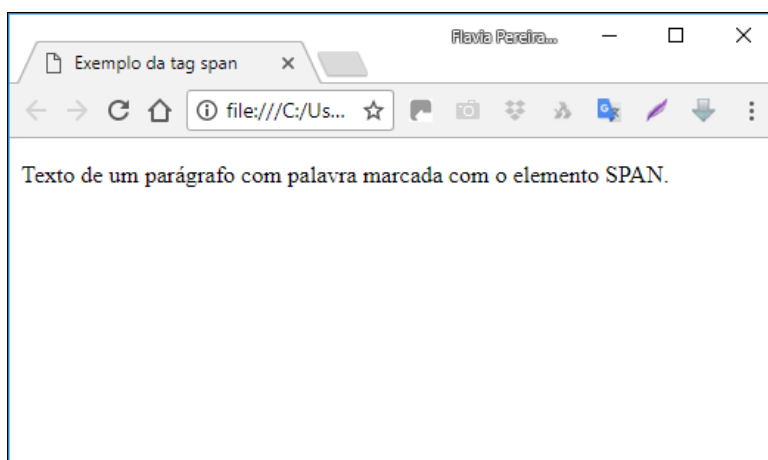 Flavia Pereira...
Exemplo da tag span
file:///C:/Us...
Texto de um parágrafo com palavra marcada com o elemento SPAN.